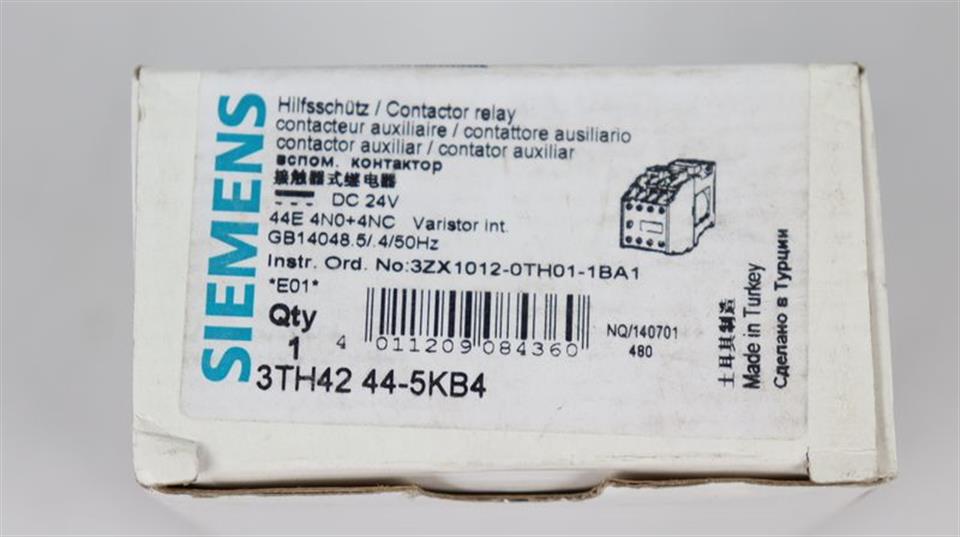 SIEMENS
Hilfsschütz / Contactor relay
contacteur auxiliaire / contattore ausiliario
contactor auxiliar / contator auxiliar
вспом. контактор
接触器式继电器
DC 24V
44E 4N0+4NC Varistor int.
GB14048.5/.4/50Hz
Instr. Ord. No:3ZX1012-0TH01-1BA1
*E01*
Qty
1
4 011209 084360
NQ/140701
480
3TH42 44-5KB4
土耳其制造
Made in Turkey
Сделано в Турции